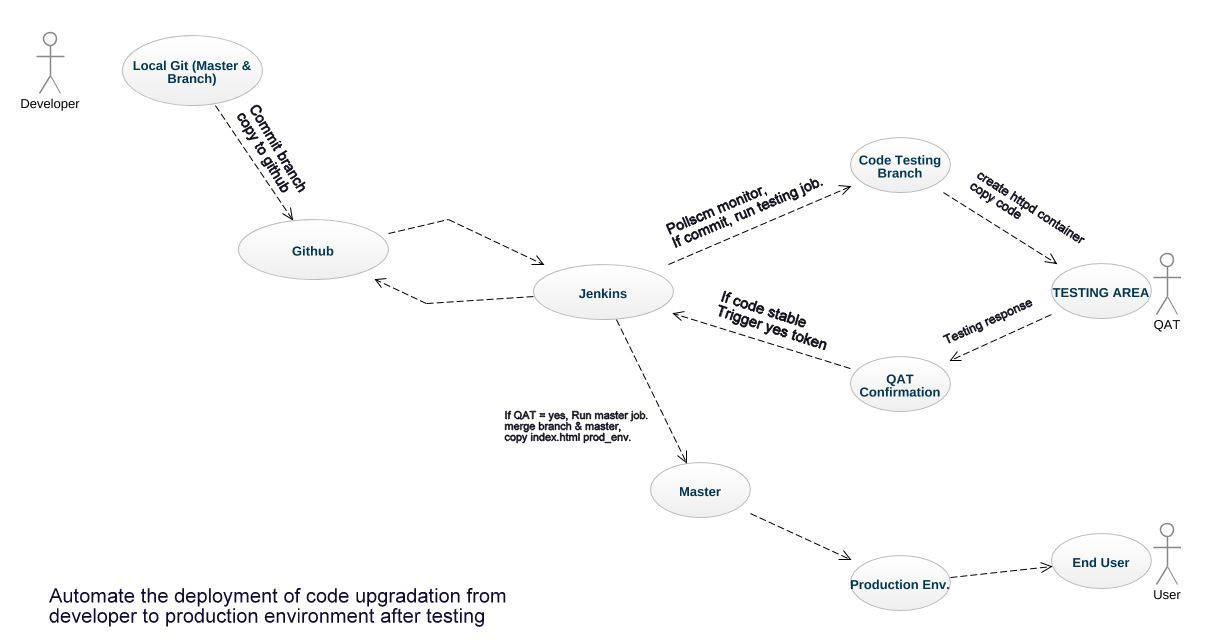 Developer
Local Git (Master &
Branch)
Commit branch
copy to github
Github
Jenkins
Pollscm monitor,
If commit, run testing job.
Code Testing
Branch
create httpd container
copy code
TESTING AREA
QAT
Testing response
QAT
Confirmation
If code stable
Trigger yes token
If QAT = yes, Run master job.
merge branch & master,
copy index.html prod_env.
Master
Production Env.
End User
User
Automate the deployment of code upgradation from
developer to production environment after testing